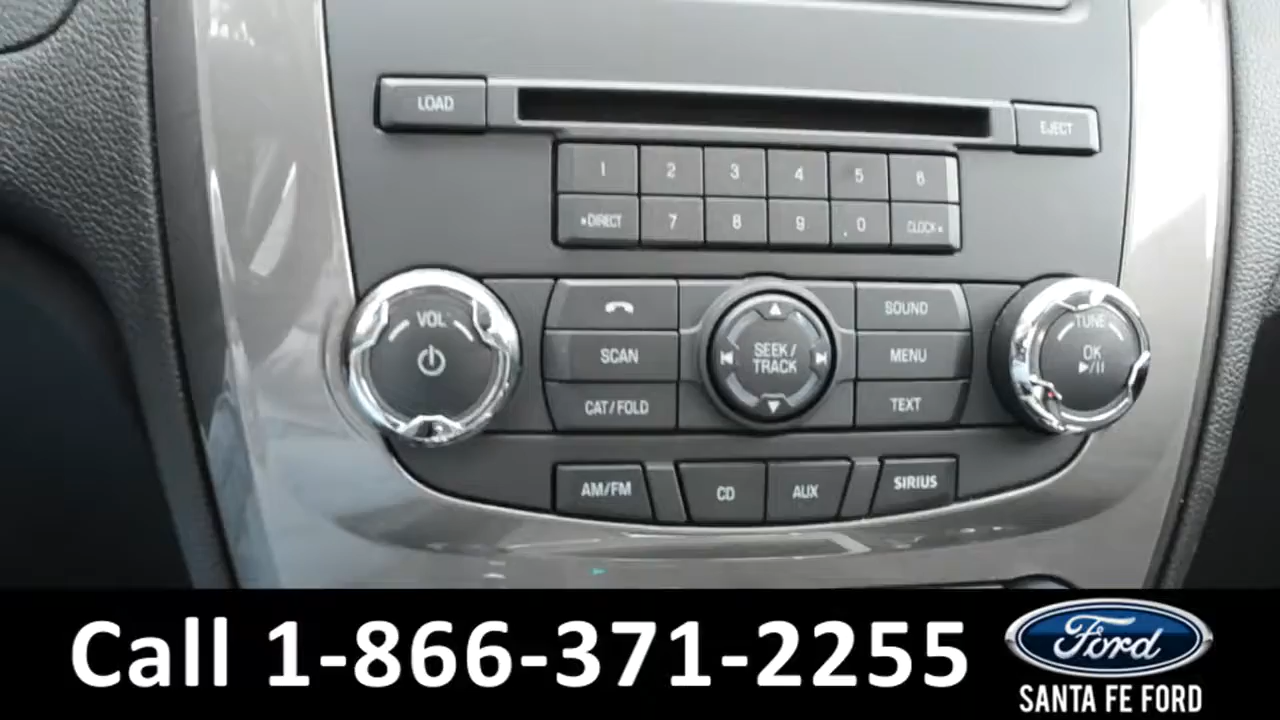 LOAD
EJECT
1 2 3 4 5 6
DIRECT 7 8 9 0 CLOCK
VOL
SOUND
TUNE
SCAN
SEEK/
TRACK
MENU
OK
CAT/FOLD
TEXT
AM/FM
CD
AUX
SIRIUS
Call 1-866-371-2255
Ford
SANTA FE FORD